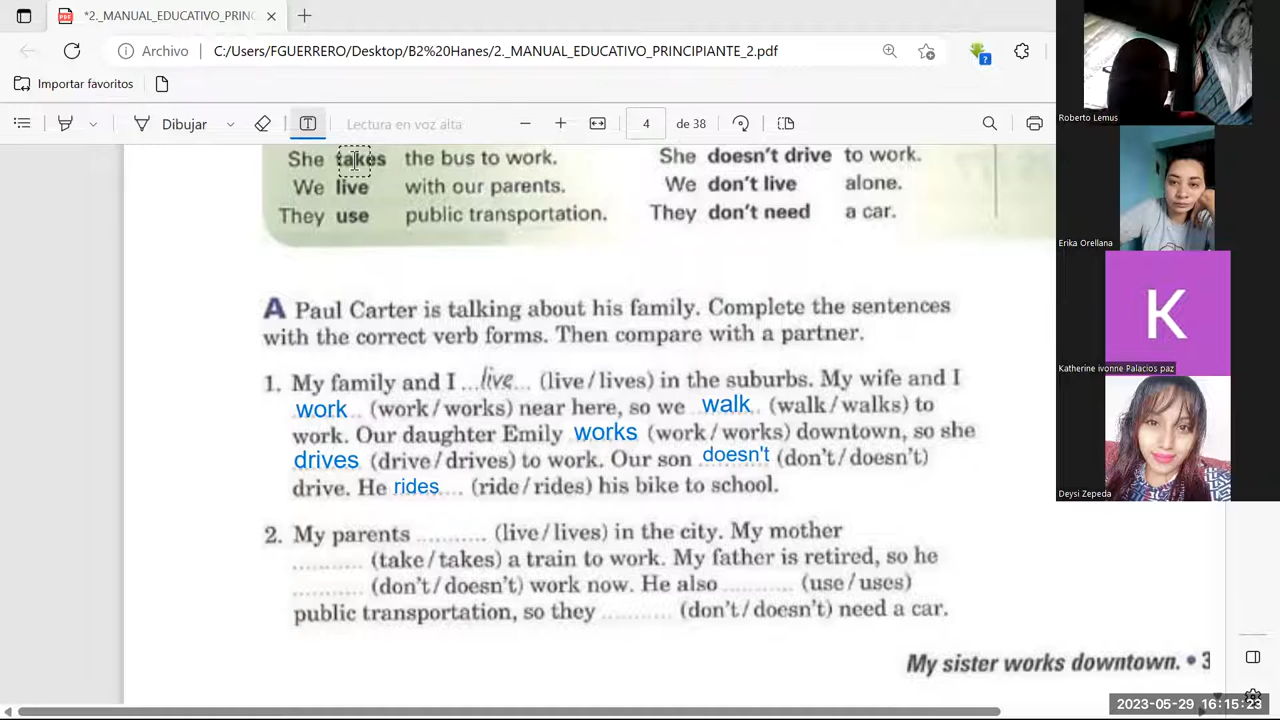 *2._MANUAL_EDUCATIVO_PRINC
Archivo C:/Users/FGUERRERO/Desktop/B2%20Hanes/2._MANUAL_EDUCATIVO_PRINCIPIANTE_2.pdf
Importar favoritos
Dibujar Lectura en voz alta 4 de 38
She takes the bus to work. She doesn't drive to work.
We live with our parents. We don't live alone.
They use public transportation. They don't need a car.
A Paul Carter is talking about his family. Complete the sentences
with the correct verb forms. Then compare with a partner.
1. My family and I ...live... (live/lives) in the suburbs. My wife and I
work.. (work/works) near here, so we walk.. (walk/walks) to
work. Our daughter Emily works (work/works) downtown, so she
drives (drive/drives) to work. Our son doesn't (don't/doesn't)
drive. He rides.... (ride/rides) his bike to school.
2. My parents ........... (live/lives) in the city. My mother
........... (take/takes) a train to work. My father is retired, so he
........... (don't/doesn't) work now. He also ........... (use/uses)
public transportation, so they ........... (don't/doesn't) need a car.
My sister works downtown. • 3
Roberto Lemus
Erika Orellana
K
Katherine ivonne Palacios paz
Deysi Zepeda
2023-05-29 16:15:23